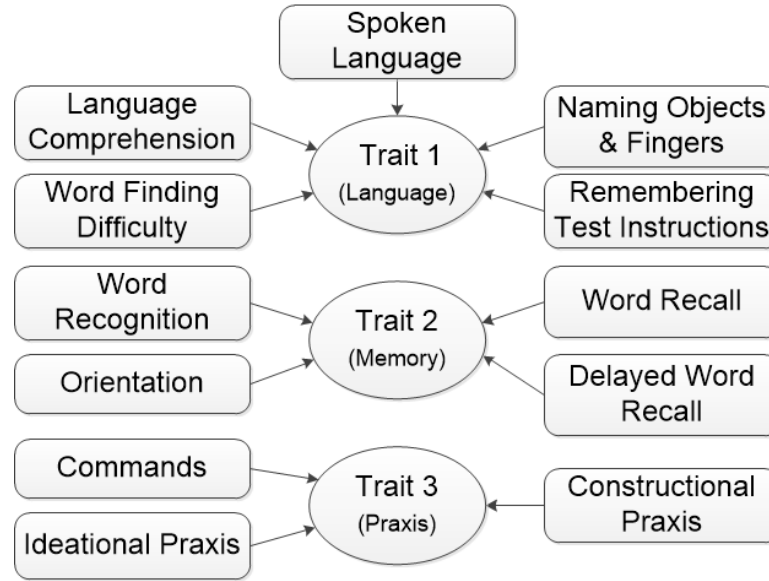 Spoken
Language
Language
Comprehension
Naming Objects
& Fingers
Trait 1
(Language)
Word Finding
Difficulty
Remembering
Test Instructions
Word
Recognition
Word Recall
Trait 2
(Memory)
Orientation
Delayed Word
Recall
Commands
Trait 3
(Praxis)
Constructional
Praxis
Ideational Praxis